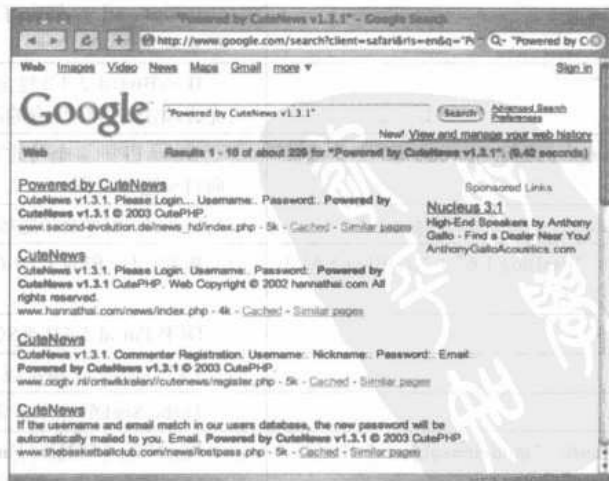 "Powered by CuteNews v1.3.1" - Google Search
http://www.google.com/search?client=safari&rls=en&q="Po
Q- "Powered by C
Web Images Video News Maps Gmail more ▼
Sign in
Google
"Powered by CuteNews v1.3.1"
Search
Advanced Search
Preferences
New! View and manage your web history
Web
Results 1 - 10 of about 229 for "Powered by CuteNews v1.3.1". (0.42 seconds)
Powered by CuteNews
CuteNews v1.3.1. Please Login... Username:. Password:. Powered by
CuteNews v1.3.1 © 2003 CutePHP.
www.second-evolution.de/news_hd/index.php - 5k - Cached - Similar pages
Sponsored Links
Nucleus 3.1
High-End Speakers by Anthony
Gallo - Find a Dealer Near You!
AnthonyGalloAcoustics.com
CuteNews
CuteNews v1.3.1. Please Login. Username:. Password:. Powered by
CuteNews v1.3.1 CutePHP. Web Copyright © 2002 hannathai.com All
rights reserved.
www.hannathai.com/news/index.php - 4k - Cached - Similar pages
CuteNews
CuteNews v1.3.1. Commenter Registration. Username:. Nickname:. Password:. Email:
Powered by CuteNews v1.3.1 © 2003 CutePHP.
- 5k - Cached - Similar pages
CuteNews
If the username and email match in our users database, the new password will be
automatically mailed to you. Email. Powered by CuteNews v1.3.1 © 2003 CutePHP.
www.thebasketballclub.com/news/lostpass.php - 5k - Cached - Similar pages